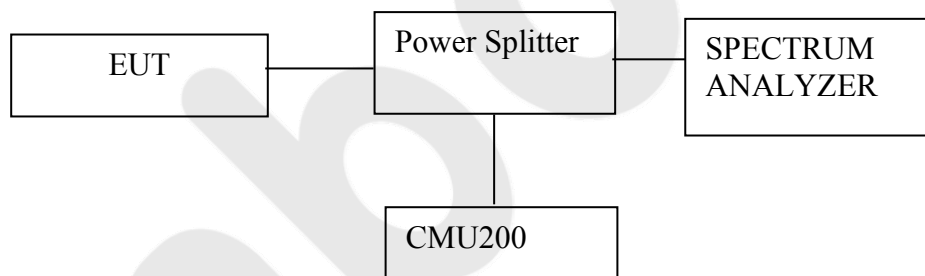 EUT
Power Splitter
SPECTRUM
ANALYZER
CMU200